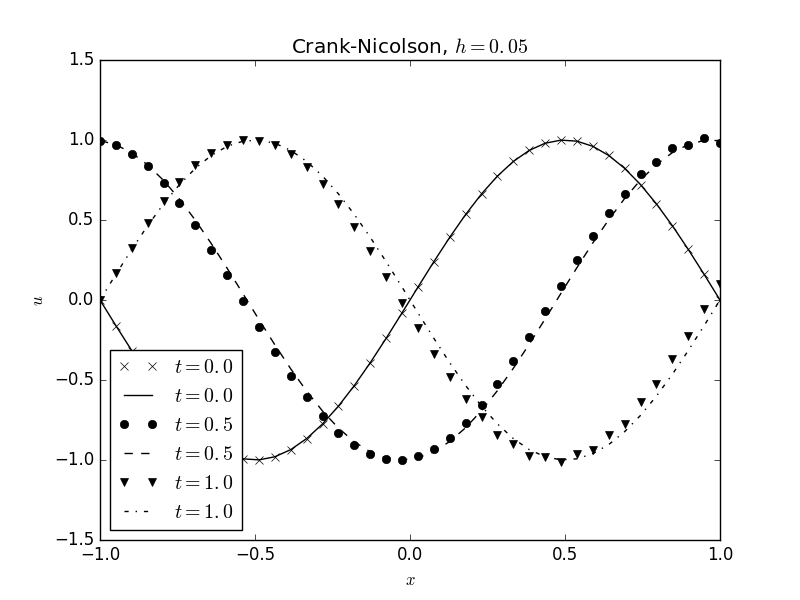 Crank-Nicolson, h = 0.05
1.5
1.0
0.5
0.0
−0.5
−1.0
−1.5
u
t = 0.0
t = 0.0
t = 0.5
t = 0.5
t = 1.0
t = 1.0
−1.0 −0.5 0.0 0.5 1.0
x